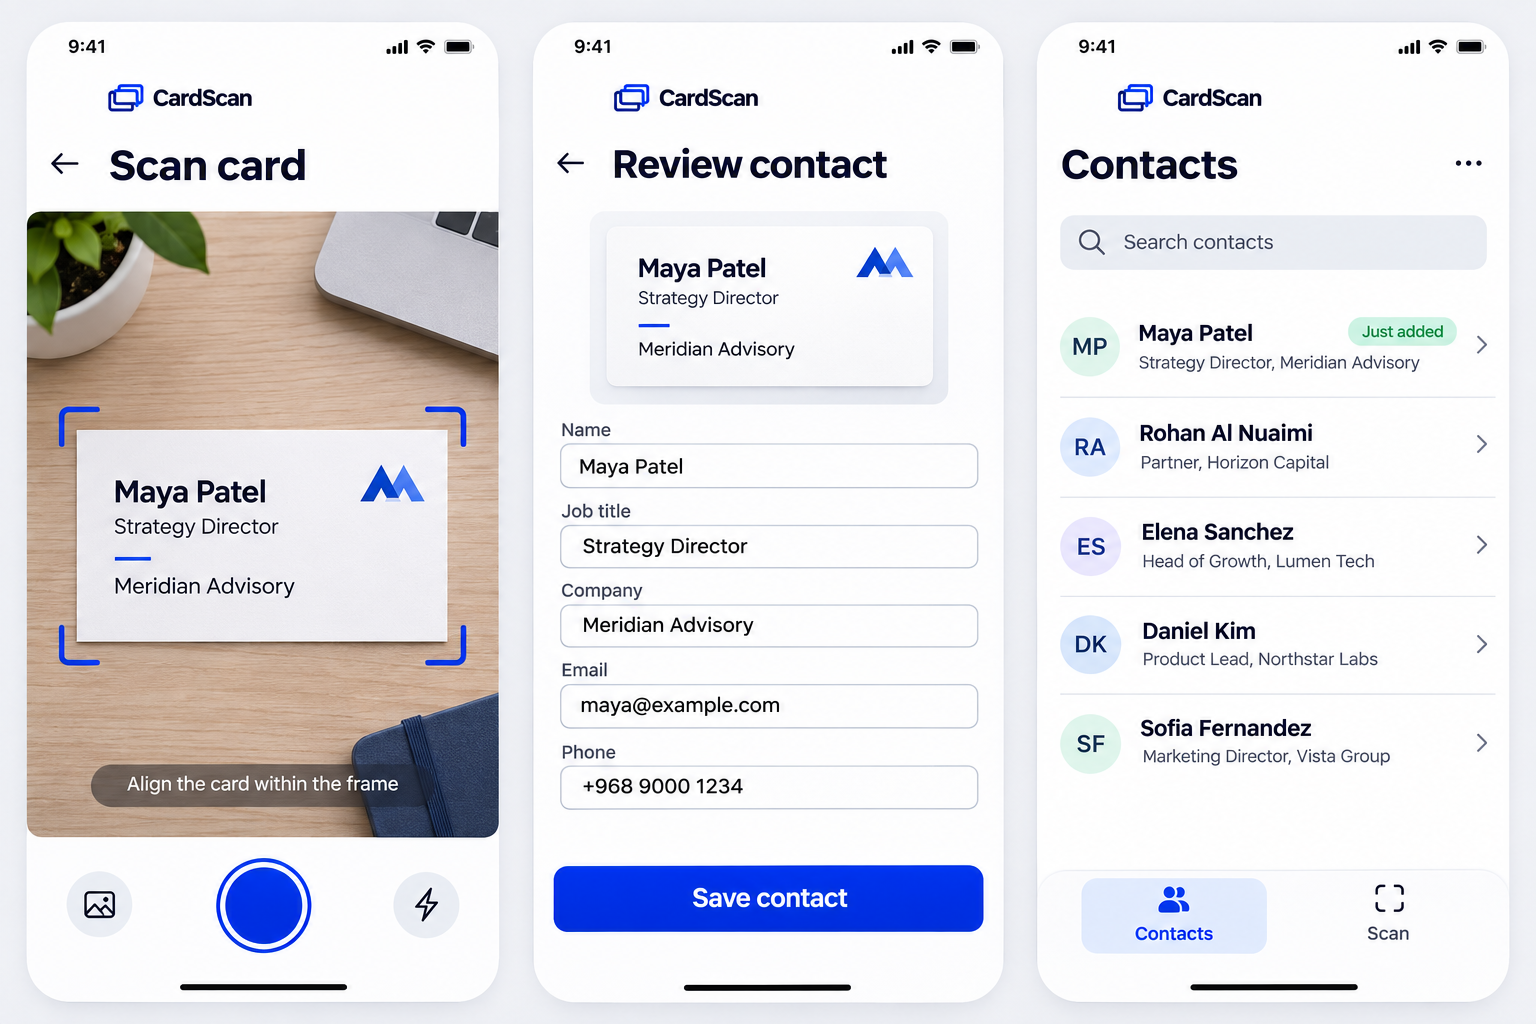 9:41
CardScan
Scan card
Maya Patel
Strategy Director
Meridian Advisory
Align the card within the frame
9:41
CardScan
Review contact
Maya Patel
Strategy Director
Meridian Advisory
Name
Maya Patel
Job title
Strategy Director
Company
Meridian Advisory
Email
maya@example.com
Phone
+968 9000 1234
Save contact
9:41
CardScan
Contacts
Search contacts
MP
Maya Patel
Just added
Strategy Director, Meridian Advisory
RA
Rohan Al Nuaimi
Partner, Horizon Capital
ES
Elena Sanchez
Head of Growth, Lumen Tech
DK
Daniel Kim
Product Lead, Northstar Labs
SF
Sofia Fernandez
Marketing Director, Vista Group
Contacts
Scan